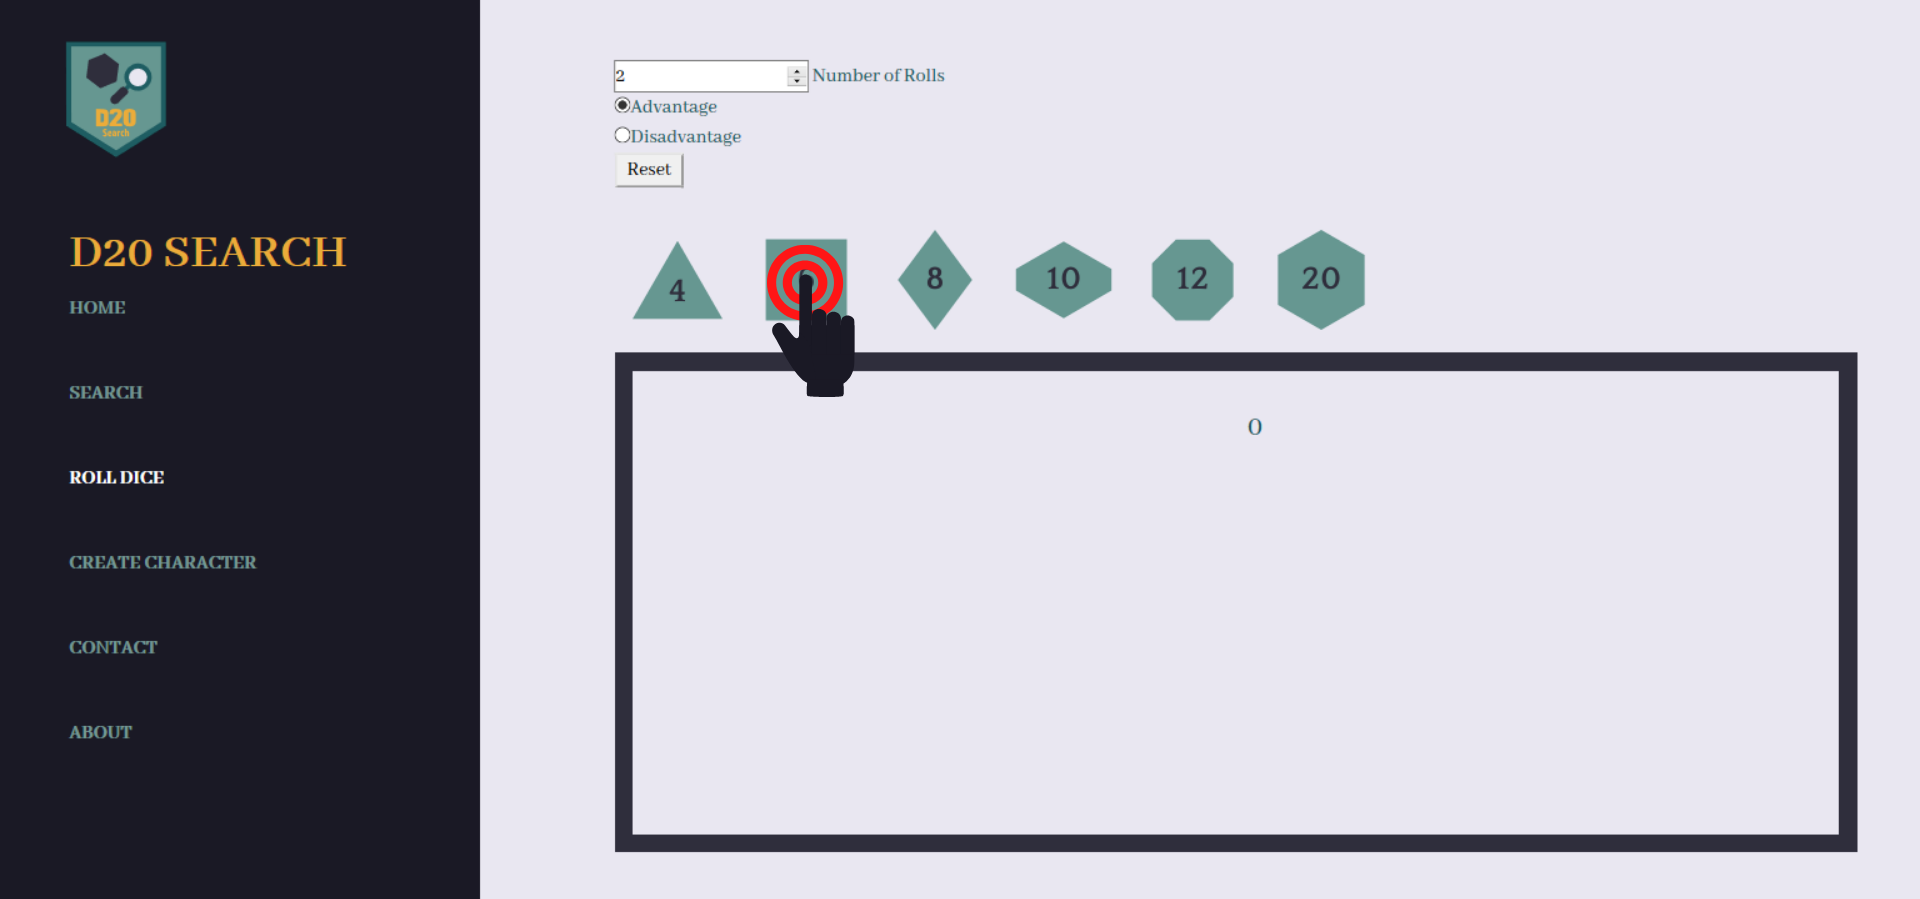 D20
Search
D20 SEARCH
HOME
SEARCH
ROLL DICE
CREATE CHARACTER
CONTACT
ABOUT
2 Number of Rolls
Advantage
Disadvantage
Reset
4 8 10 12 20
0